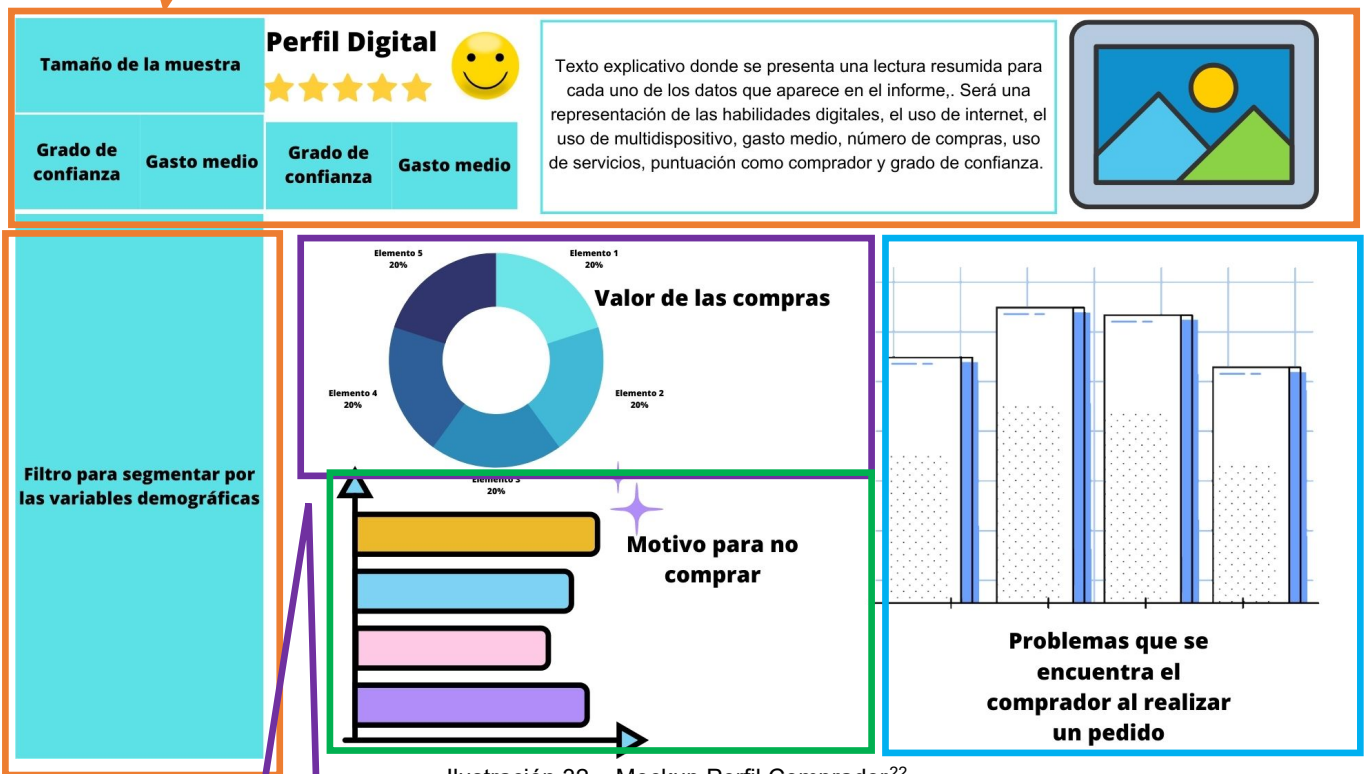 Tamaño de la muestra
Perfil Digital
Grado de
confianza
Gasto medio
Grado de
confianza
Gasto medio
Texto explicativo donde se presenta una lectura resumida para
cada uno de los datos que aparece en el informe,. Será una
representación de las habilidades digitales, el uso de internet, el
uso de multidispositivo, gasto medio, número de compras, uso
de servicios, puntuación como comprador y grado de confianza.
Filtro para segmentar por
las variables demográficas
Elemento 5
20%
Elemento 1
20%
Valor de las compras
Elemento 4
20%
Elemento 2
20%
Elemento 3
20%
Motivo para no
comprar
Problemas que se
encuentra el
comprador al realizar
un pedido
Ilustración 32 Mockup Perfil Comprador22